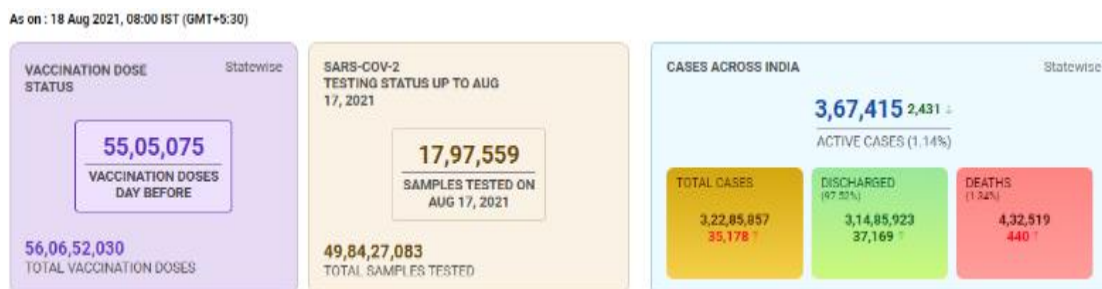 As on : 18 Aug 2021, 08:00 IST (GMT+5:30)
VACCINATION DOSE
STATUS
Statewise
55,05,075
VACCINATION DOSES
DAY BEFORE
56,06,52,030
TOTAL VACCINATION DOSES
SARS-COV-2
TESTING STATUS UP TO AUG
17, 2021
17,97,559
SAMPLES TESTED ON
AUG 17, 2021
49,84,27,083
TOTAL SAMPLES TESTED
CASES ACROSS INDIA
Statewise
3,67,415 2,431 ↓
ACTIVE CASES (1.14%)
TOTAL CASES
3,22,85,857
35,178 ↑
DISCHARGED
(97.52%)
3,14,85,923
37,169 ↑
DEATHS
(1.34%)
4,32,519
440 ↑